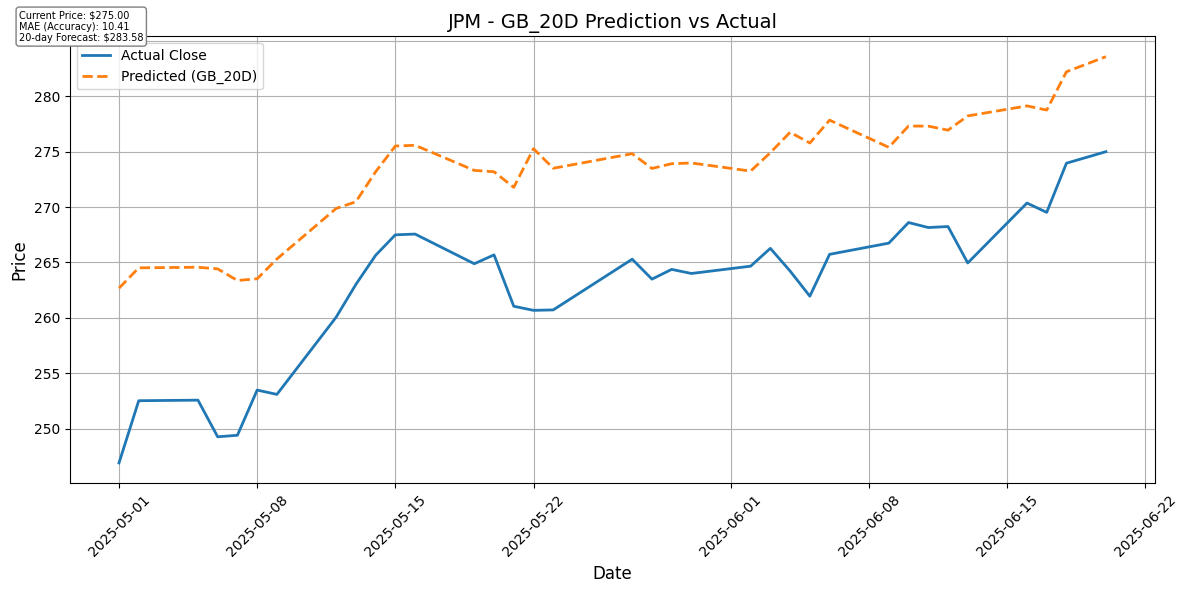 Current Price: $275.00
MAE (Accuracy): 10.41
20-day Forecast: $283.58
JPM - GB_20D Prediction vs Actual
Actual Close
Predicted (GB_20D)
Price
280
275
270
265
260
255
250
2025-05-01
2025-05-08
2025-05-15
2025-05-22
2025-06-01
2025-06-08
2025-06-15
2025-06-22
Date